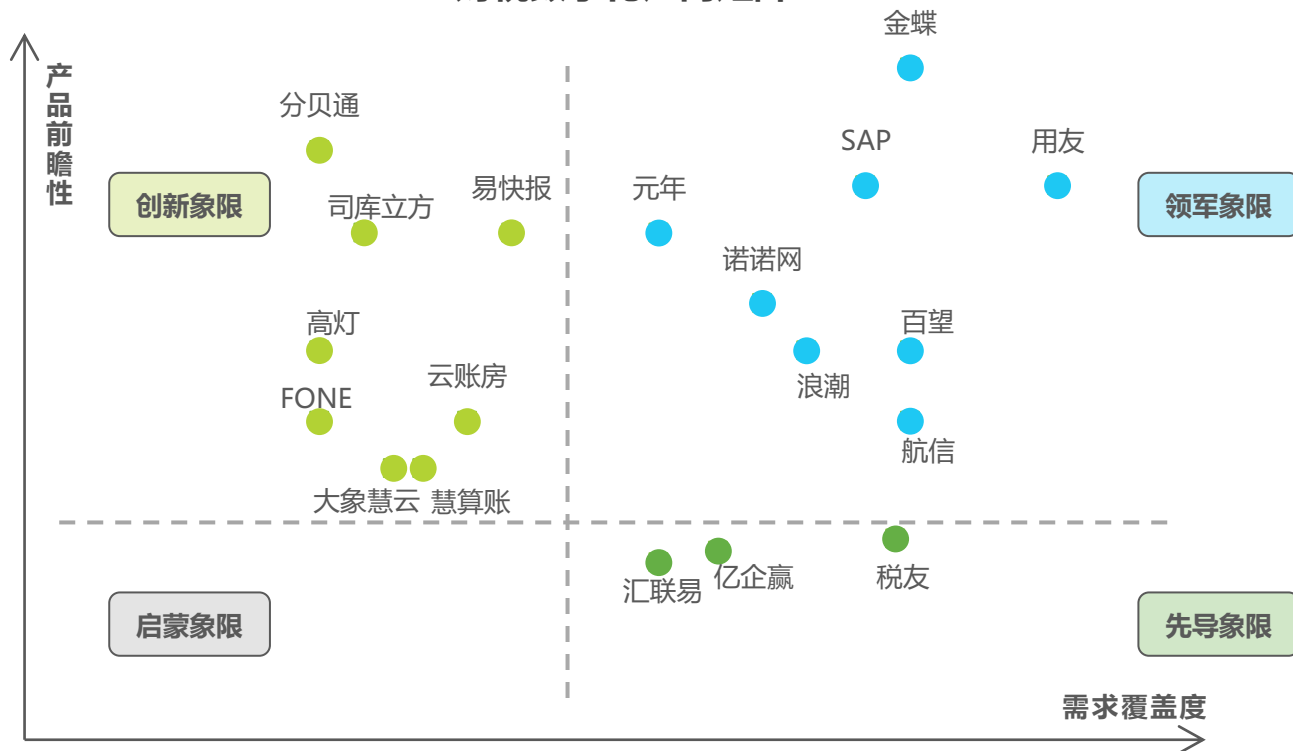 金蝶
产品前瞻性
分贝通
SAP
用友
创新象限
司库立方
易快报
元年
领军象限
诺诺网
高灯
百望
FONE
云账房
浪潮
航信
大象慧云
慧算账
汇联易
亿企赢
税友
启蒙象限
先导象限
需求覆盖度